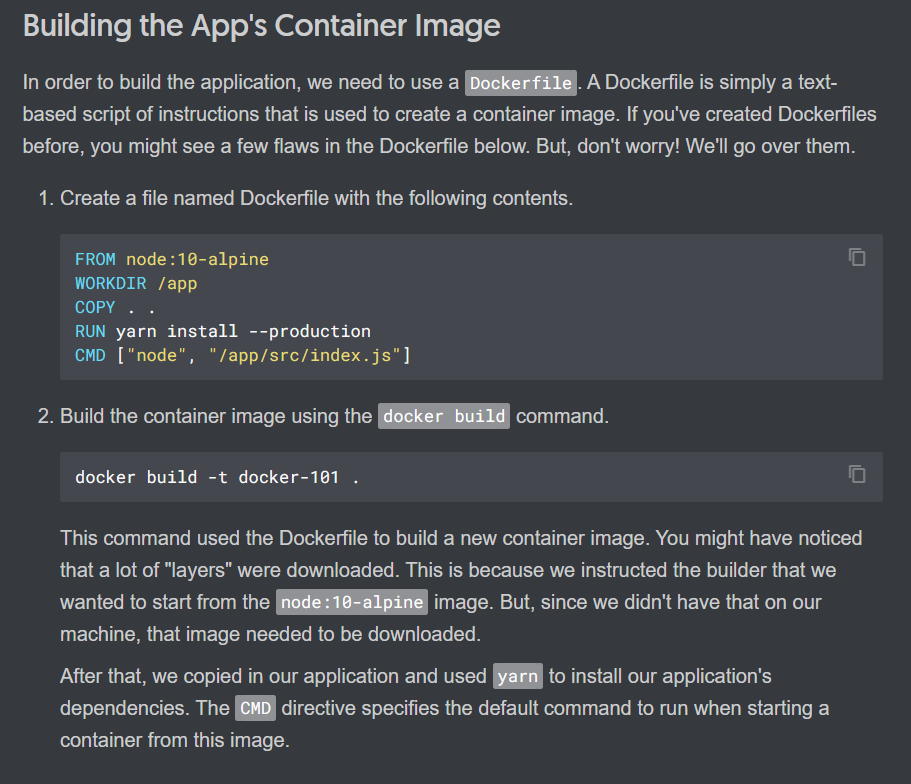 Building the App's Container Image
In order to build the application, we need to use a Dockerfile. A Dockerfile is simply a text-
based script of instructions that is used to create a container image. If you've created Dockerfiles
before, you might see a few flaws in the Dockerfile below. But, don't worry! We'll go over them.
1. Create a file named Dockerfile with the following contents.
FROM node:10-alpine
WORKDIR /app
COPY . .
RUN yarn install --production
CMD ["node", "/app/src/index.js"]
2. Build the container image using the docker build command.
docker build -t docker-101 .
This command used the Dockerfile to build a new container image. You might have noticed
that a lot of "layers" were downloaded. This is because we instructed the builder that we
wanted to start from the node:10-alpine image. But, since we didn't have that on our
machine, that image needed to be downloaded.
After that, we copied in our application and used yarn to install our application's
dependencies. The CMD directive specifies the default command to run when starting a
container from this image.